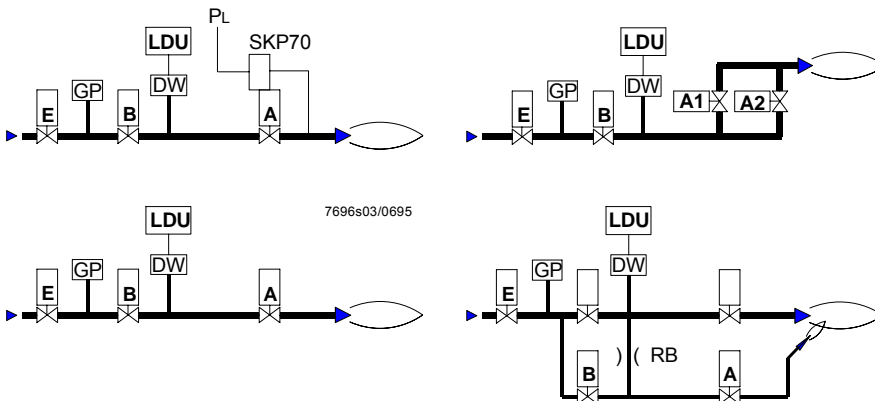 PL
LDU
SKP70
GP
DW
E
B
A
LDU
GP
DW
E
B
A1
A2
7696s03/0695
LDU
GP
DW
E
B
A
LDU
GP
DW
E
) ( RB
B
A